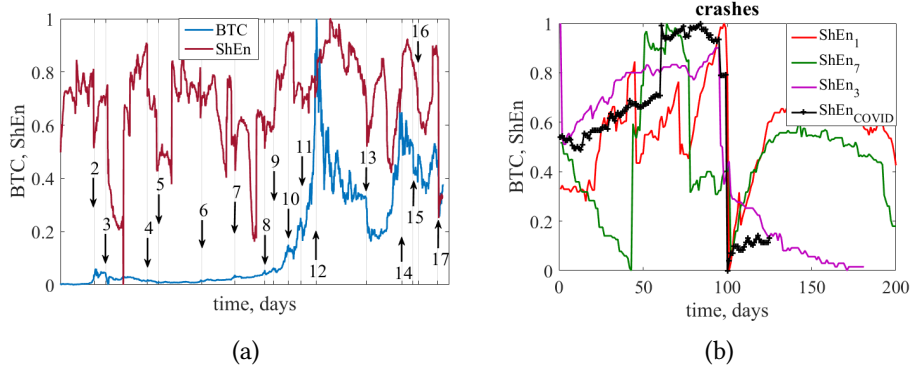 1
0.8
0.6
0.4
0.2
0
BTC, ShEn
BTC
ShEn
2
3
4
5
6
7
8
9
10
11
12
13
14
15
16
17
time, days
(a)
crashes
1
0.8
0.6
0.4
0.2
0
BTC, ShEn
ShEn1
ShEn7
ShEn3
ShEnCOVID
0 50 100 150 200
time, days
(b)